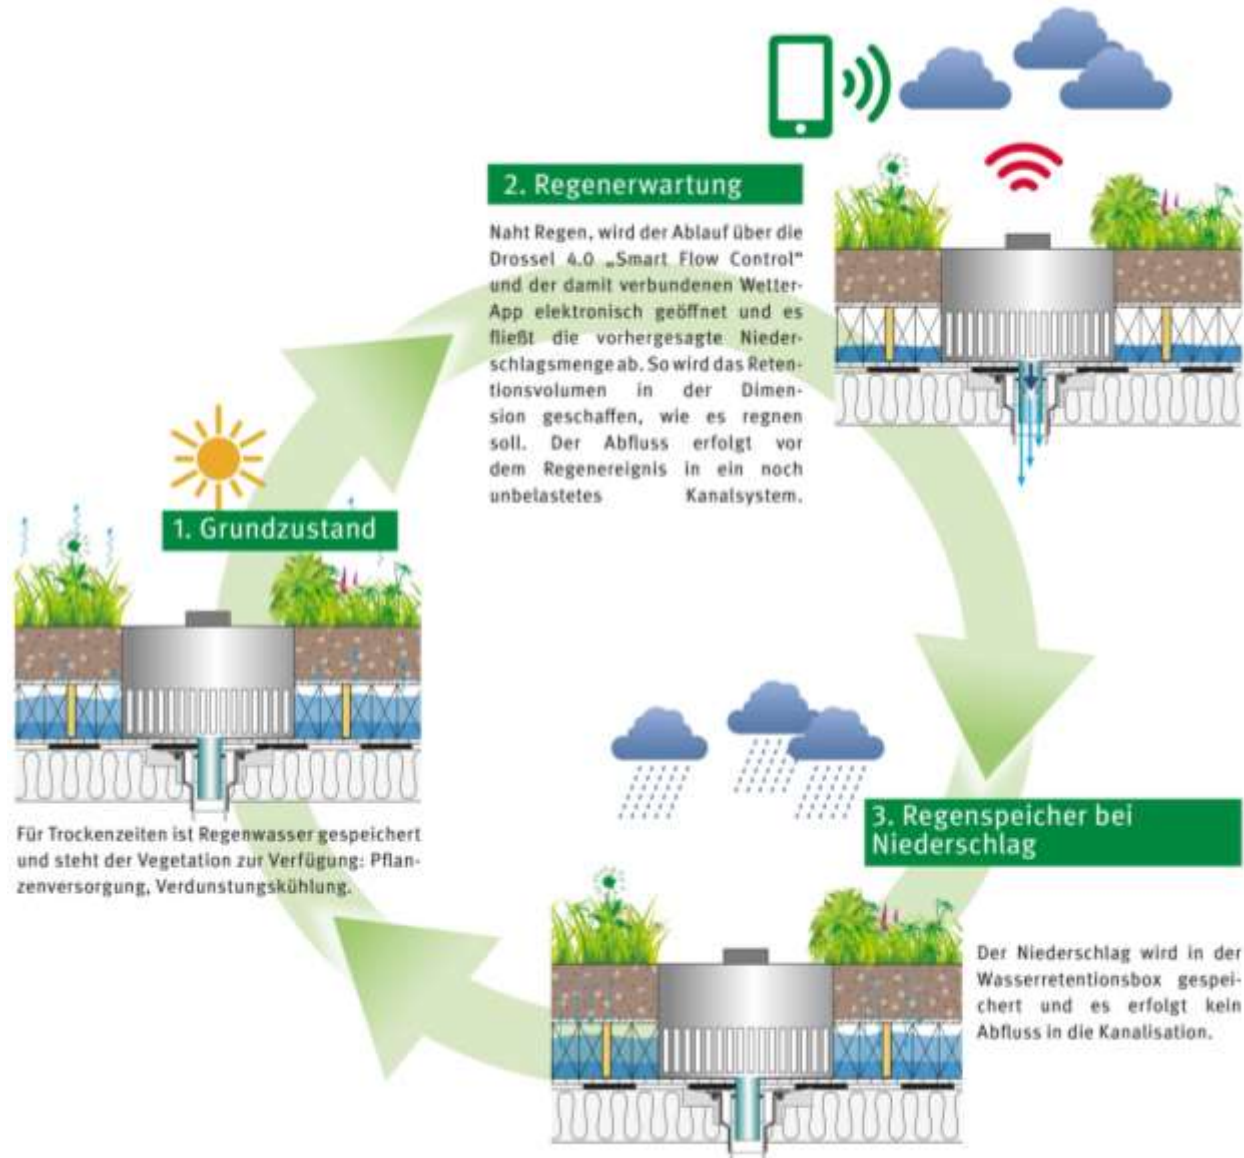 1. Grundzustand
Für Trockenzeiten ist Regenwasser gespeichert
und steht der Vegetation zur Verfügung: Pflan-
zenversorgung, Verdunstungskühlung.
2. Regenerwartung
Naht Regen, wird der Ablauf über die
Drossel 4.0 „Smart Flow Control“
und der damit verbundenen Wetter-
App elektronisch geöffnet und es
fließt die vorhergesagte Nieder-
schlagsmenge ab. So wird das Reten-
tionsvolumen in der Dimen-
sion geschaffen, wie es regnen
soll. Der Abfluss erfolgt vor
dem Regenereignis in ein noch
unbelastetes Kanalsystem.
3. Regenspeicher bei
Niederschlag
Der Niederschlag wird in der
Wasserretentionsbox gespei-
chert und es erfolgt kein
Abfluss in die Kanalisation.